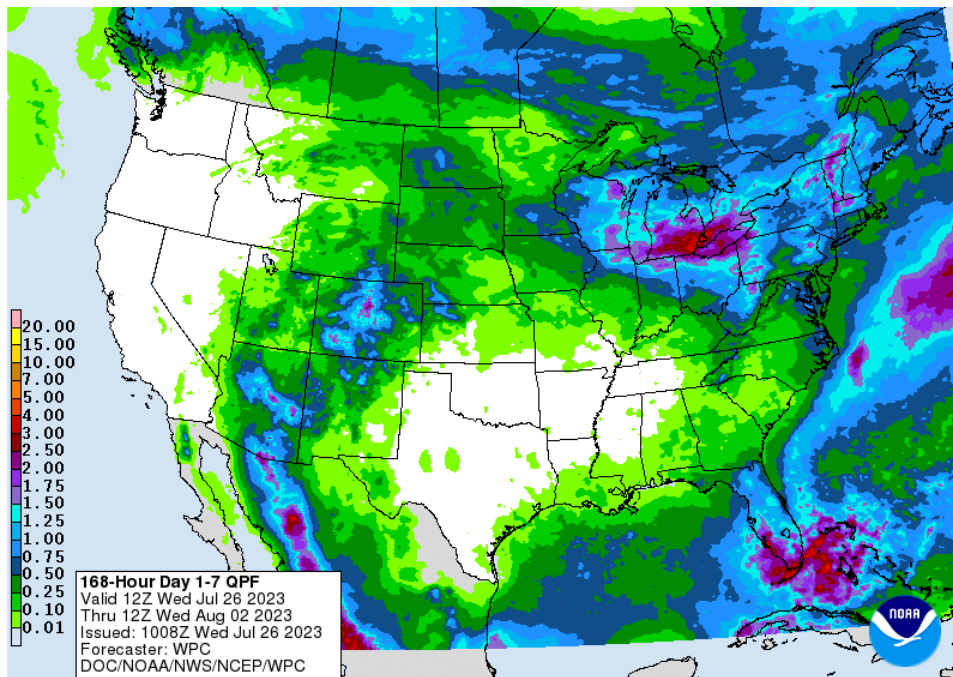 20.00
15.00
10.00
7.00
5.00
4.00
3.00
2.50
2.00
1.75
1.50
1.25
1.00
0.75
0.50
0.25
0.10
0.01
168-Hour Day 1-7 QPF
Valid 12Z Wed Jul 26 2023
Thru 12Z Wed Aug 02 2023
Issued: 1008Z Wed Jul 26 2023
Forecaster: WPC
DOC/NOAA/NWS/NCEP/WPC
NOAA